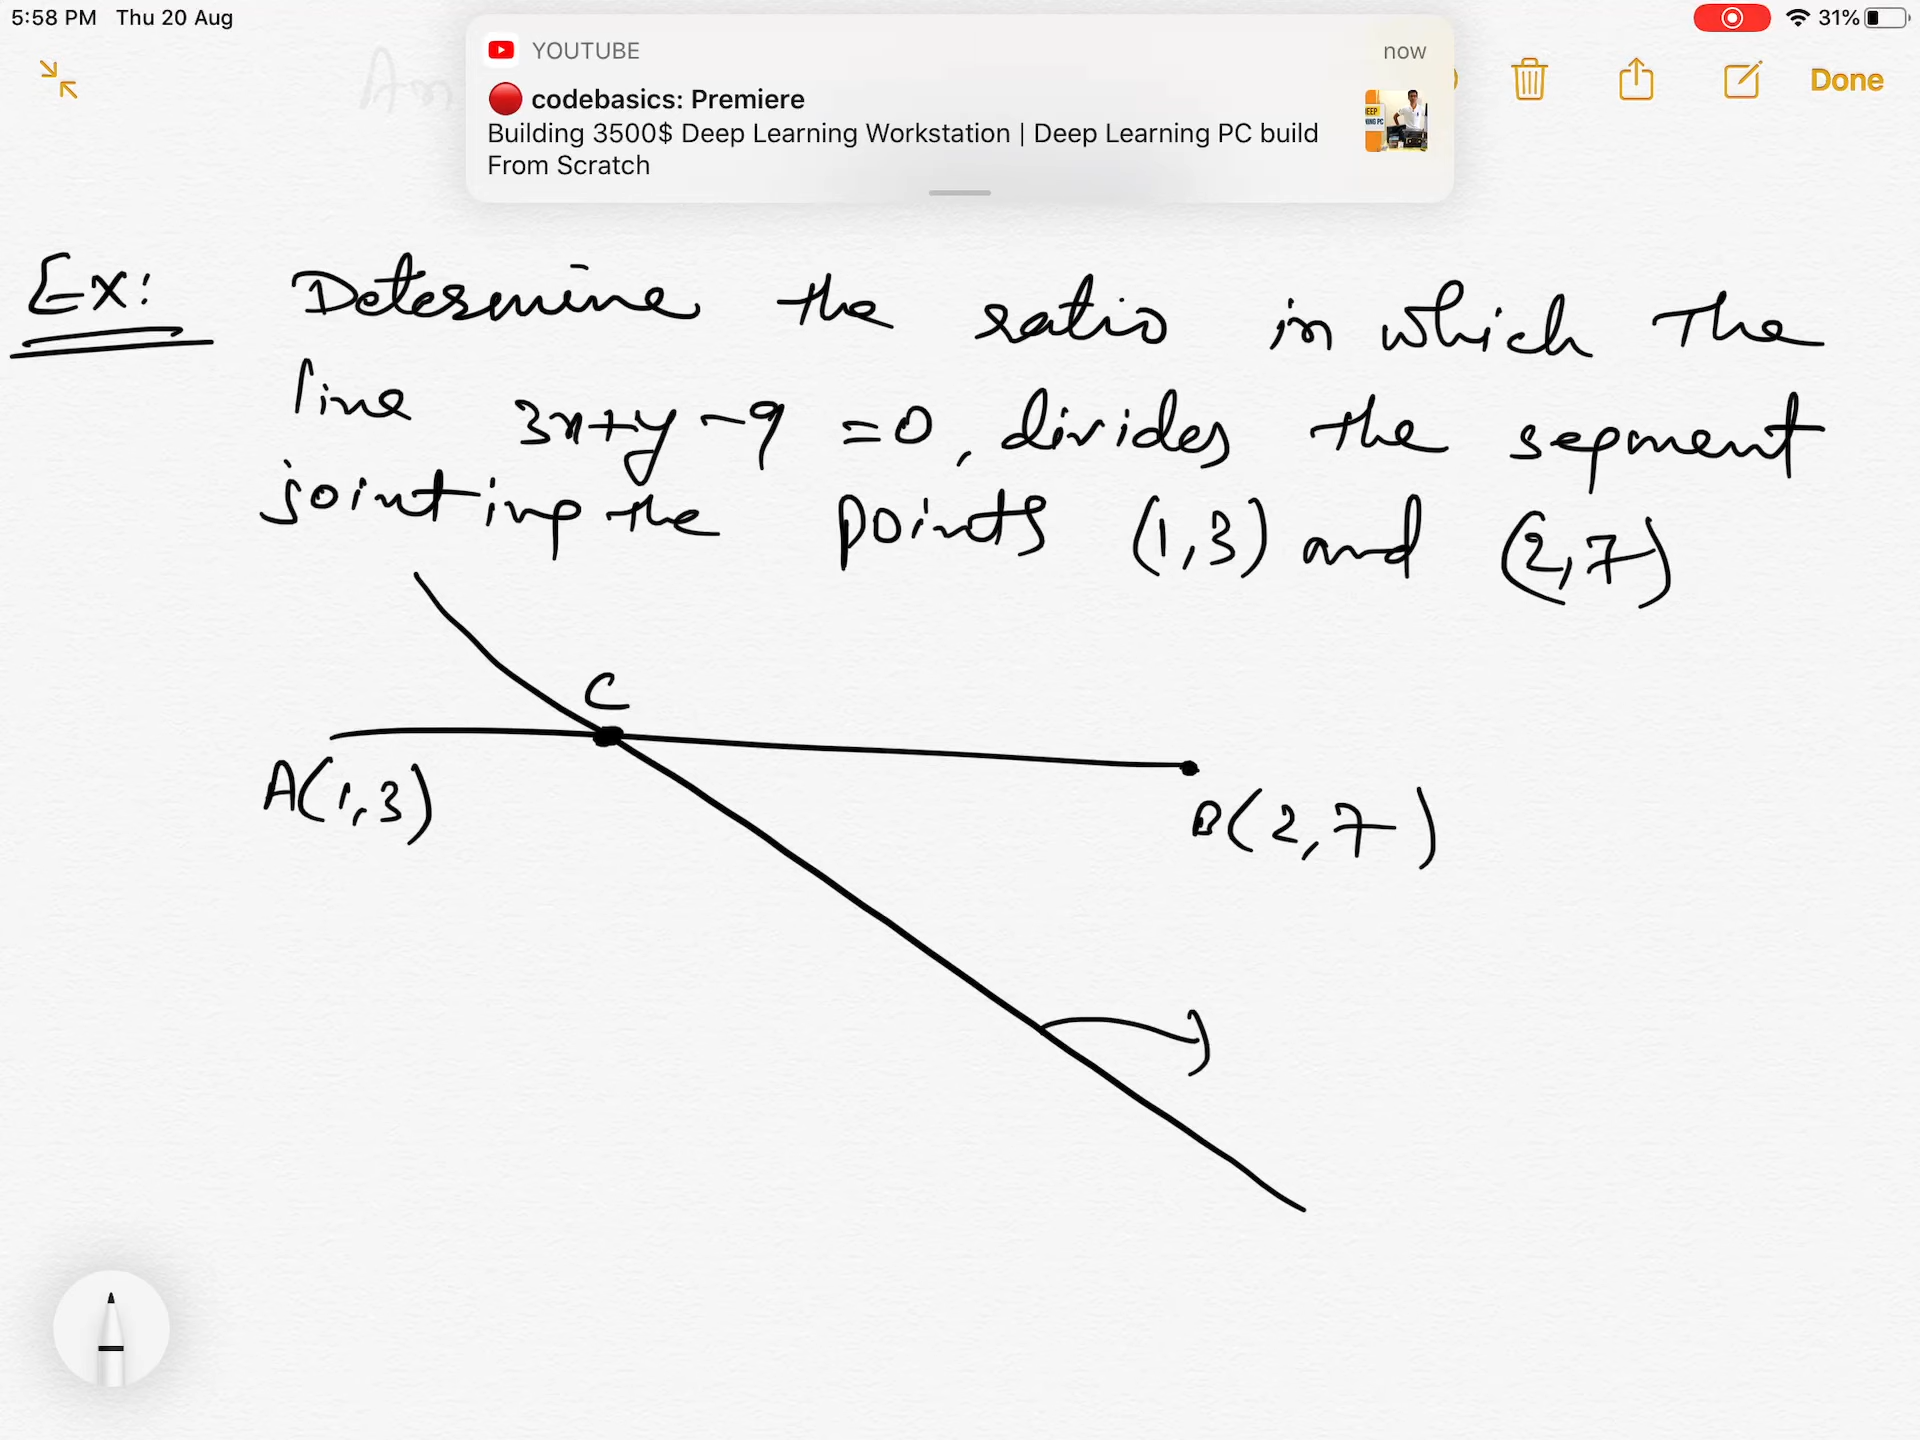 5:58 PM Thu 20 Aug
31%
YOUTUBE
now
codebasics: Premiere
Building 3500$ Deep Learning Workstation | Deep Learning PC build
From Scratch
Done
Ex: Determine the ratio in which the
line 3x+y-9=0, divides the segment
jointing the points (1,3) and (2,7)
C
A(1,3)
B(2,7)